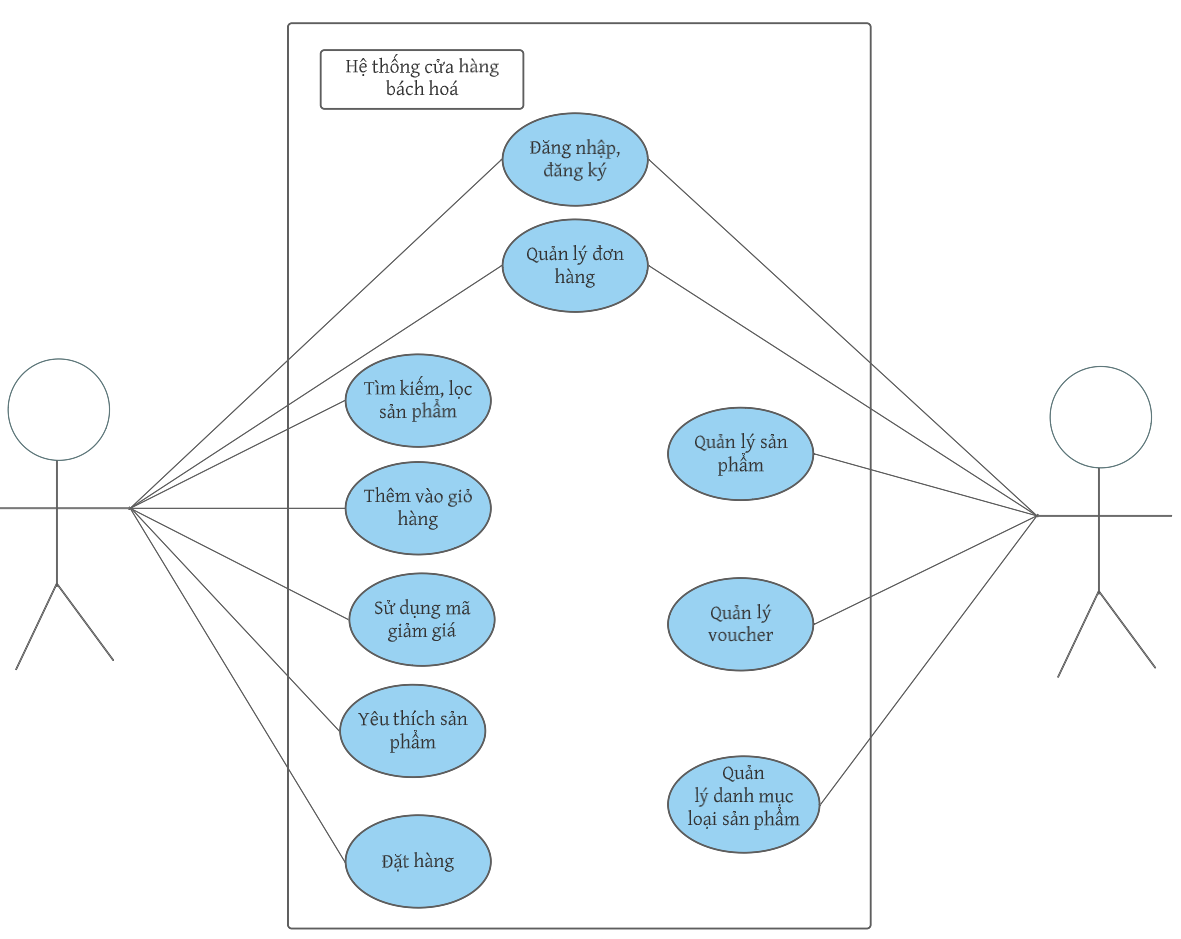 Hệ thống cửa hàng
bách hoá
Đăng nhập,
đăng ký
Quản lý đơn
hàng
Tìm kiếm, lọc
sản phẩm
Thêm vào giỏ
hàng
Sử dụng mã
giảm giá
Yêu thích sản
phẩm
Đặt hàng
Quản lý sản
phẩm
Quản lý
voucher
Quản
lý danh mục
loại sản phẩm